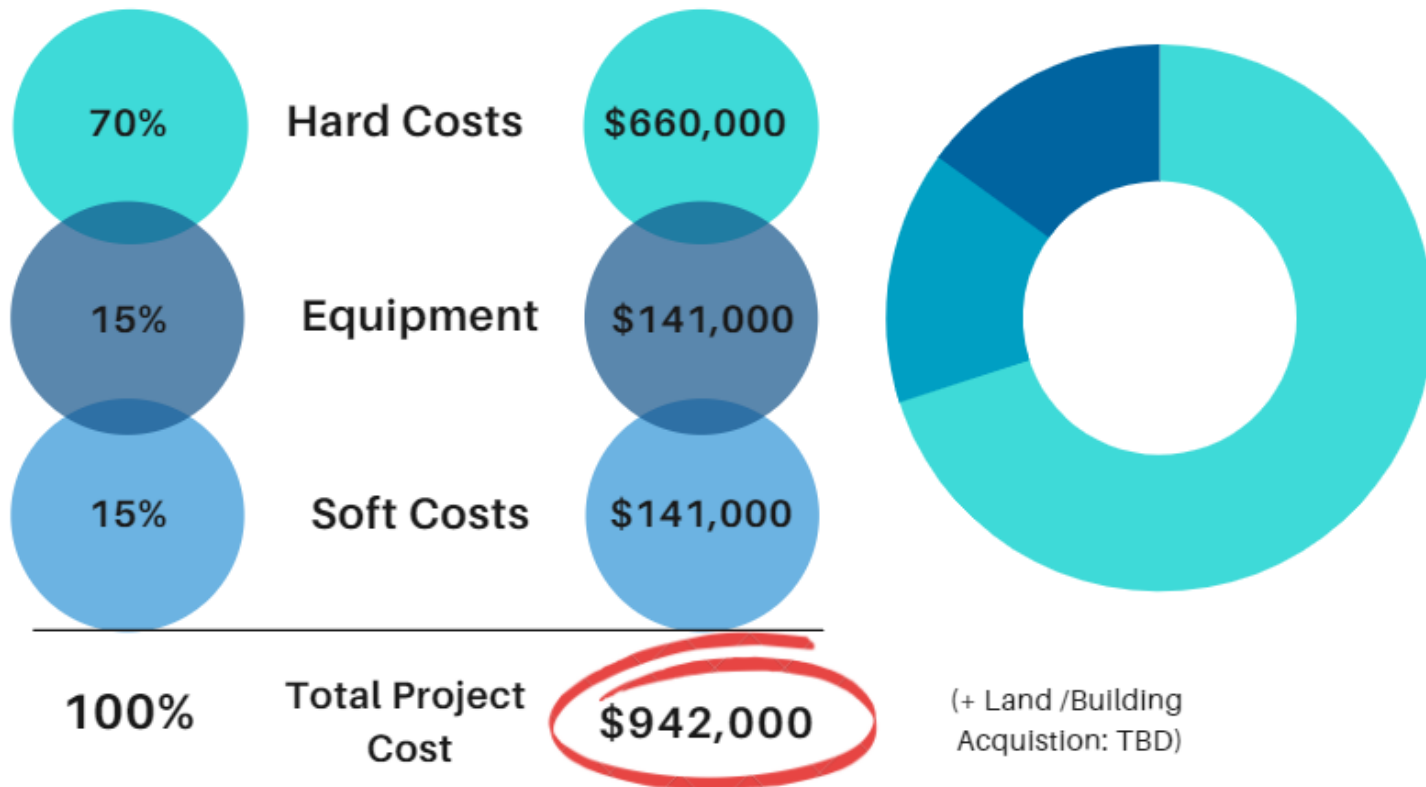 70% Hard Costs $660,000
15% Equipment $141,000
15% Soft Costs $141,000
100% Total Project Cost $942,000
(+ Land /Building
Acquistion: TBD)